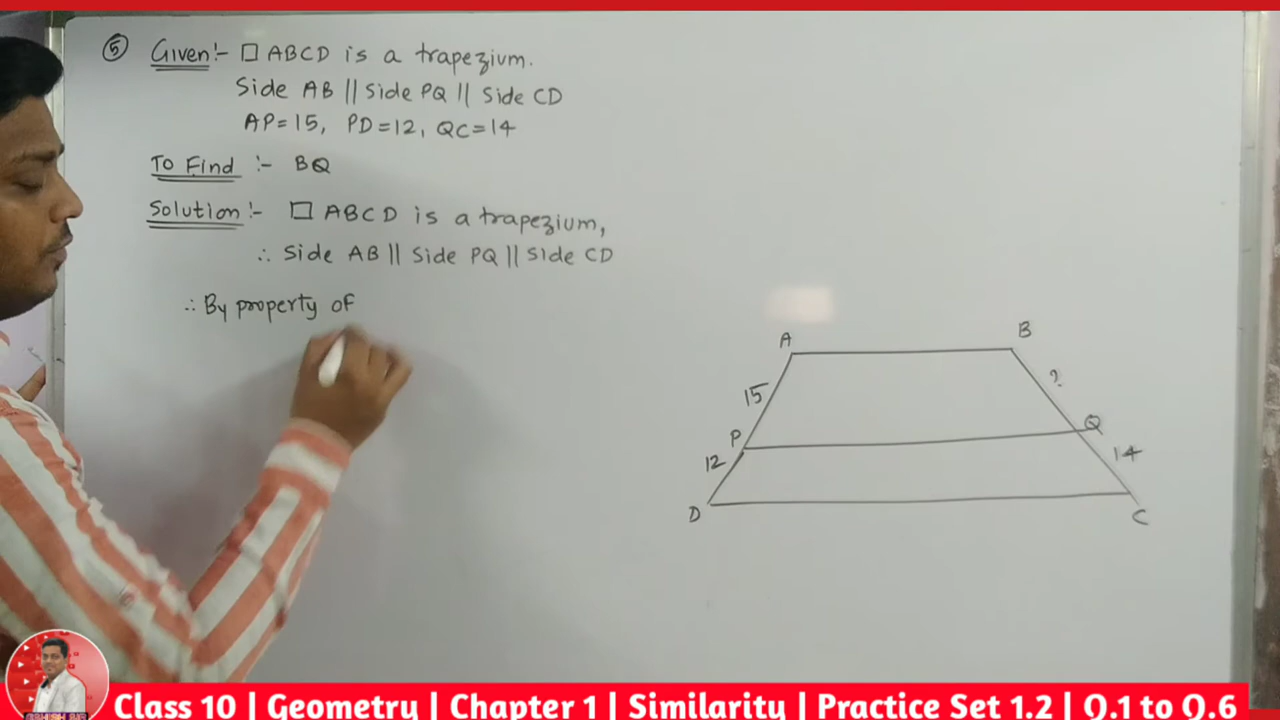 ⑤ Given:- □ ABCD is a trapezium.
Side AB || Side PQ || Side CD
AP=15, PD=12, QC=14
To Find :- BQ
Solution:- □ ABCD is a trapezium,
∴ Side AB || Side PQ || Side CD
∴ By property of
A
B
15
?
P
Q
12
14
D
C
Class 10 | Geometry | Chapter 1 | Similarity | Practice Set 1.2 | Q.1 to Q.6